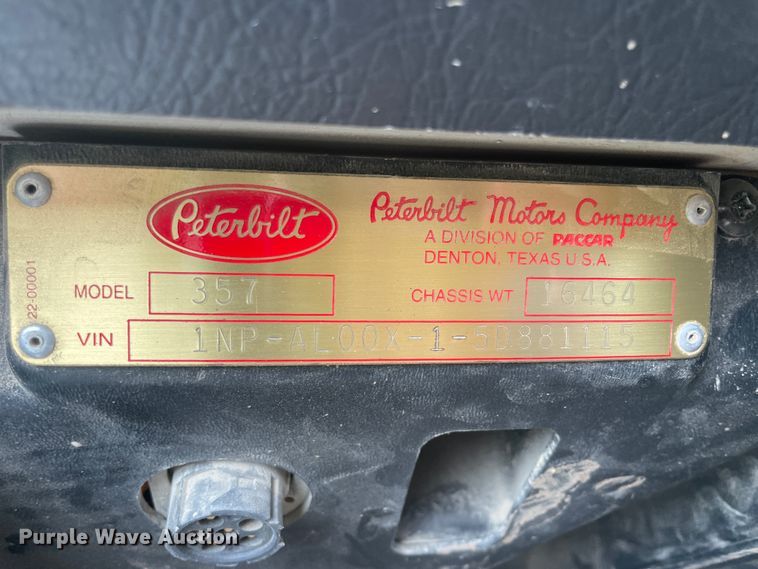 Peterbilt
Peterbilt Motors Company
A DIVISION OF PACCAR
DENTON, TEXAS U.S.A.
MODEL 357
CHASSIS WT 16464
VIN 1NP-AL00X-1-5D881115
22-00001
Purple Wave Auction